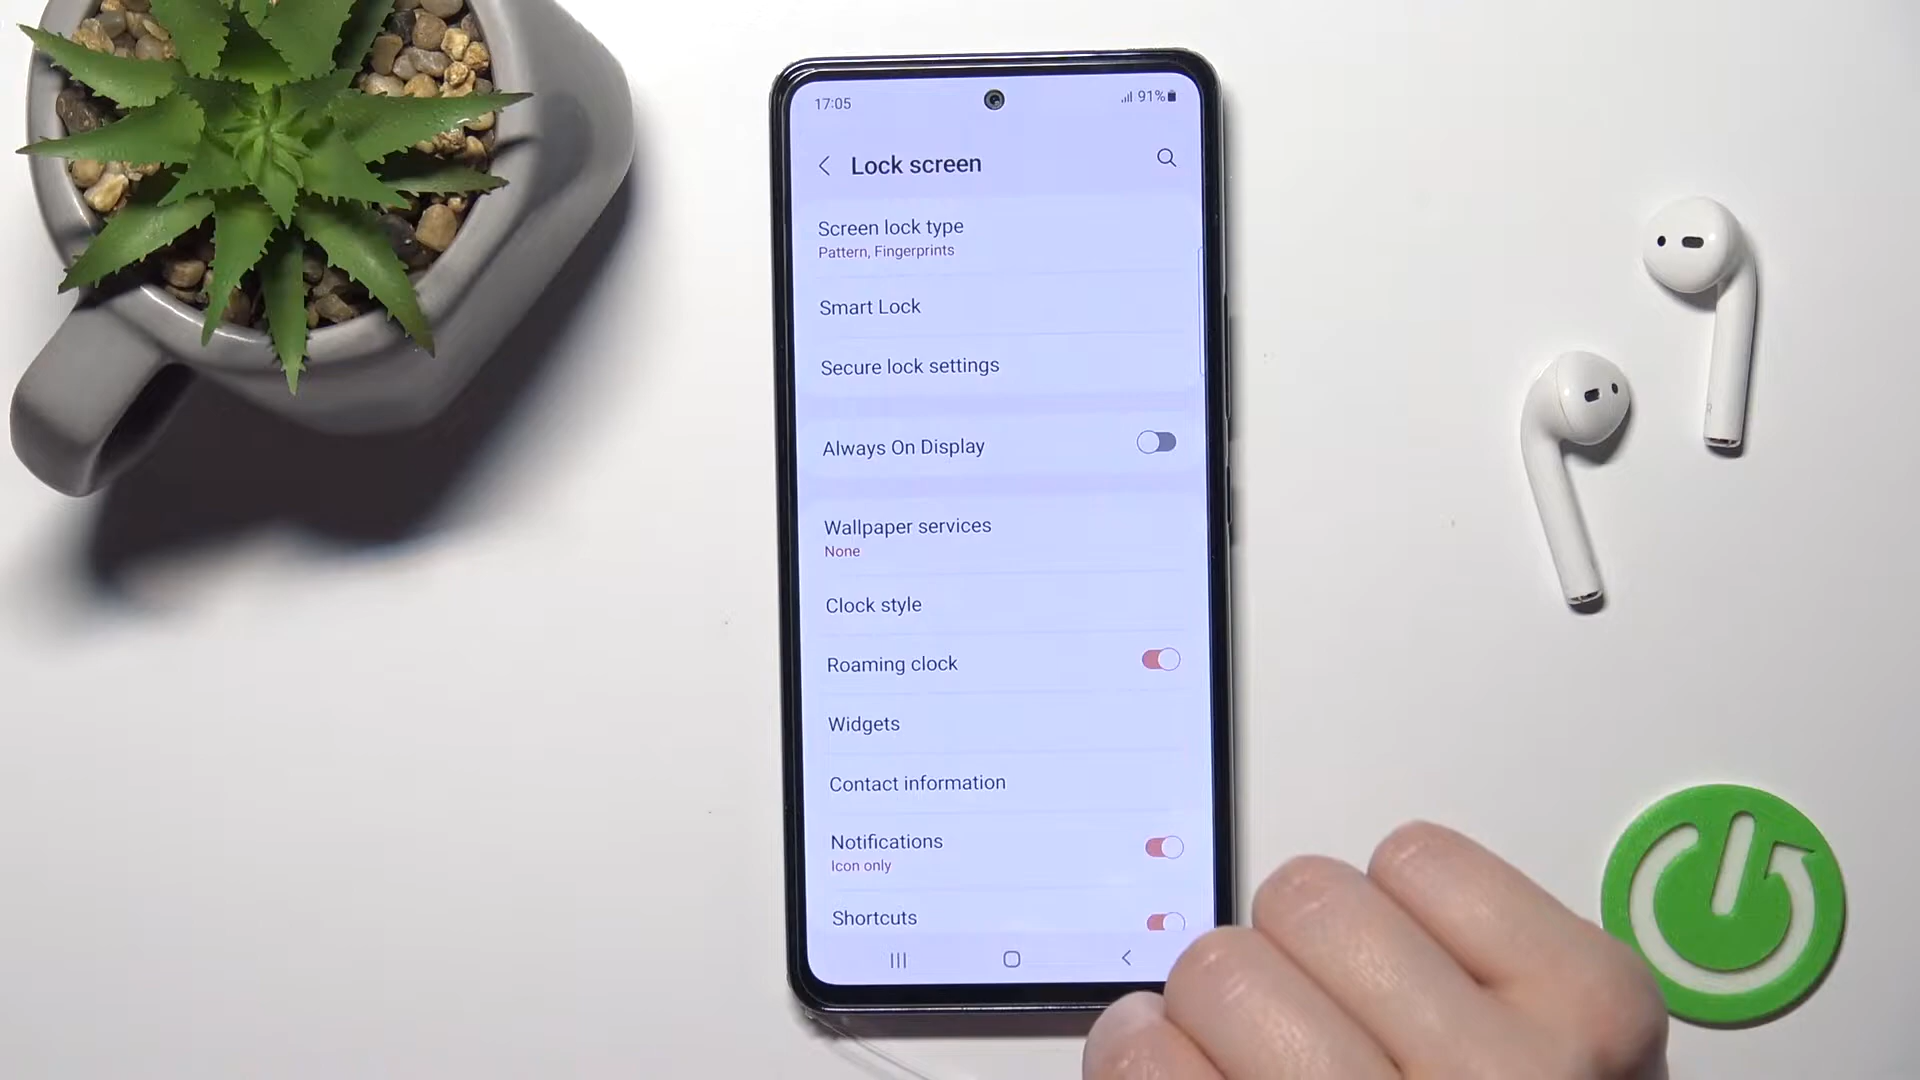 17:05
91%
Lock screen
Screen lock type
Pattern, Fingerprints
Smart Lock
Secure lock settings
Always On Display
Wallpaper services
None
Clock style
Roaming clock
Widgets
Contact information
Notifications
Icon only
Shortcuts